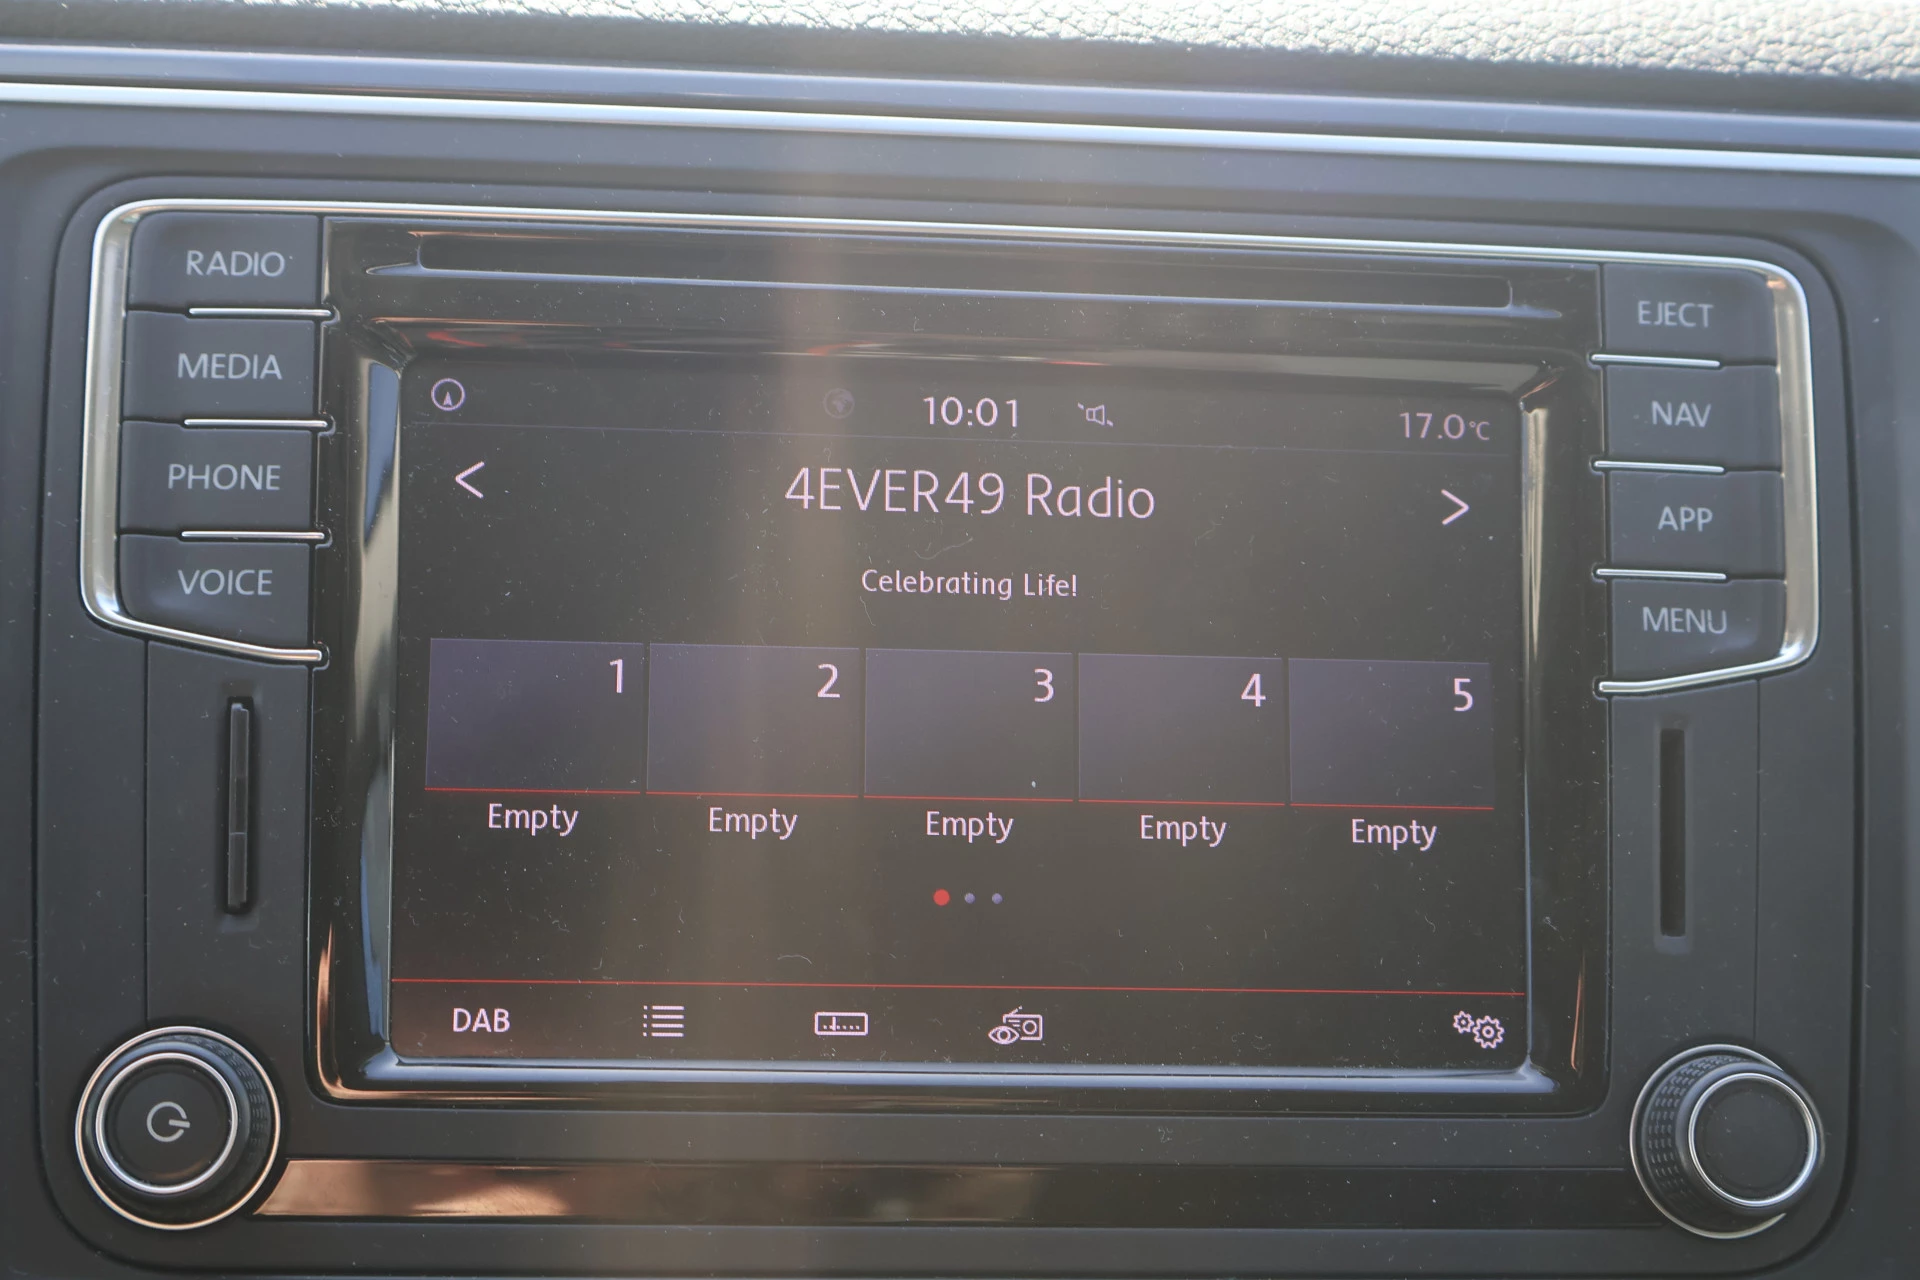 RADIO
MEDIA
PHONE
VOICE
EJECT
NAV
APP
MENU
10:01
17.0°C
< 4EVER49 Radio >
Celebrating Life!
1 2 3 4 5
Empty Empty Empty Empty Empty
DAB